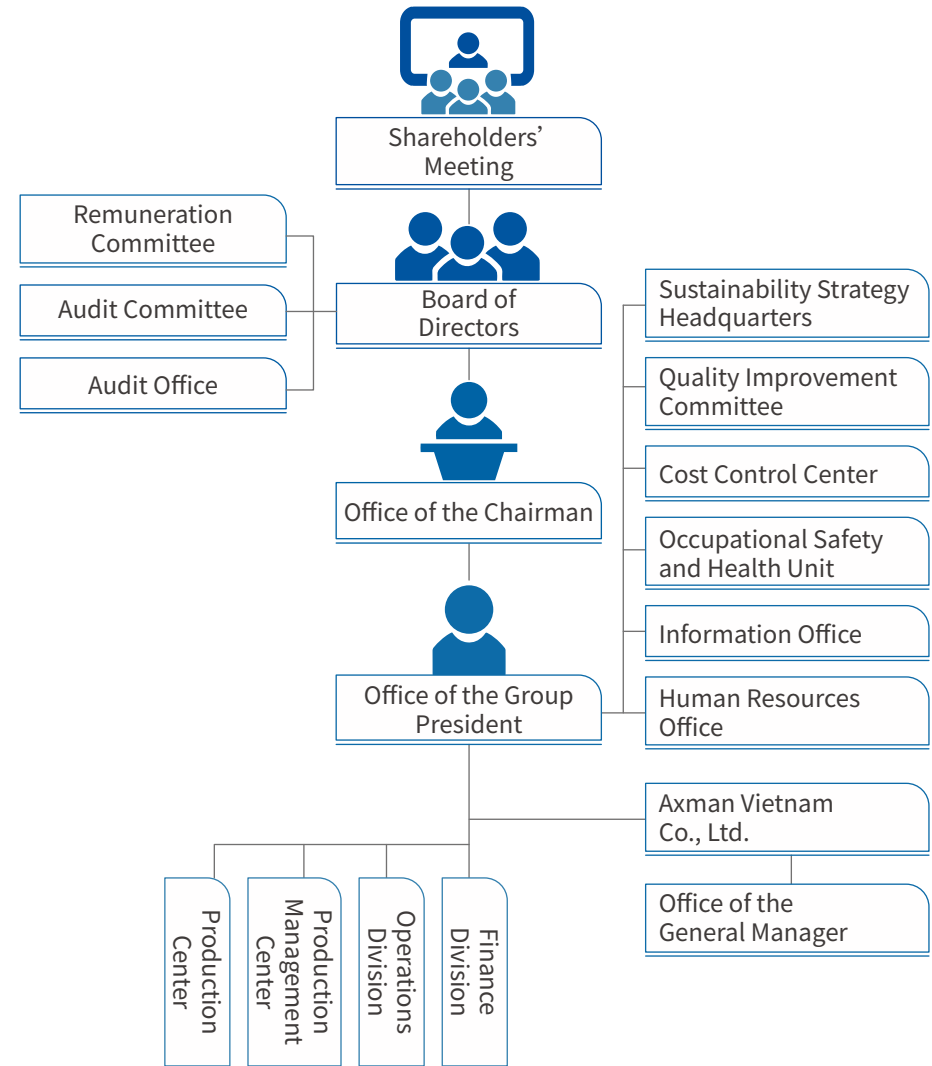 Shareholders’
Meeting
Remuneration
Committee
Audit Committee
Audit Office
Board of
Directors
Office of the Chairman
Office of the Group
President
Sustainability Strategy
Headquarters
Quality Improvement
Committee
Cost Control Center
Occupational Safety
and Health Unit
Information Office
Human Resources
Office
Axman Vietnam
Co., Ltd.
Office of the
General Manager
Production
Center
Production
Management
Center
Operations
Division
Finance
Division